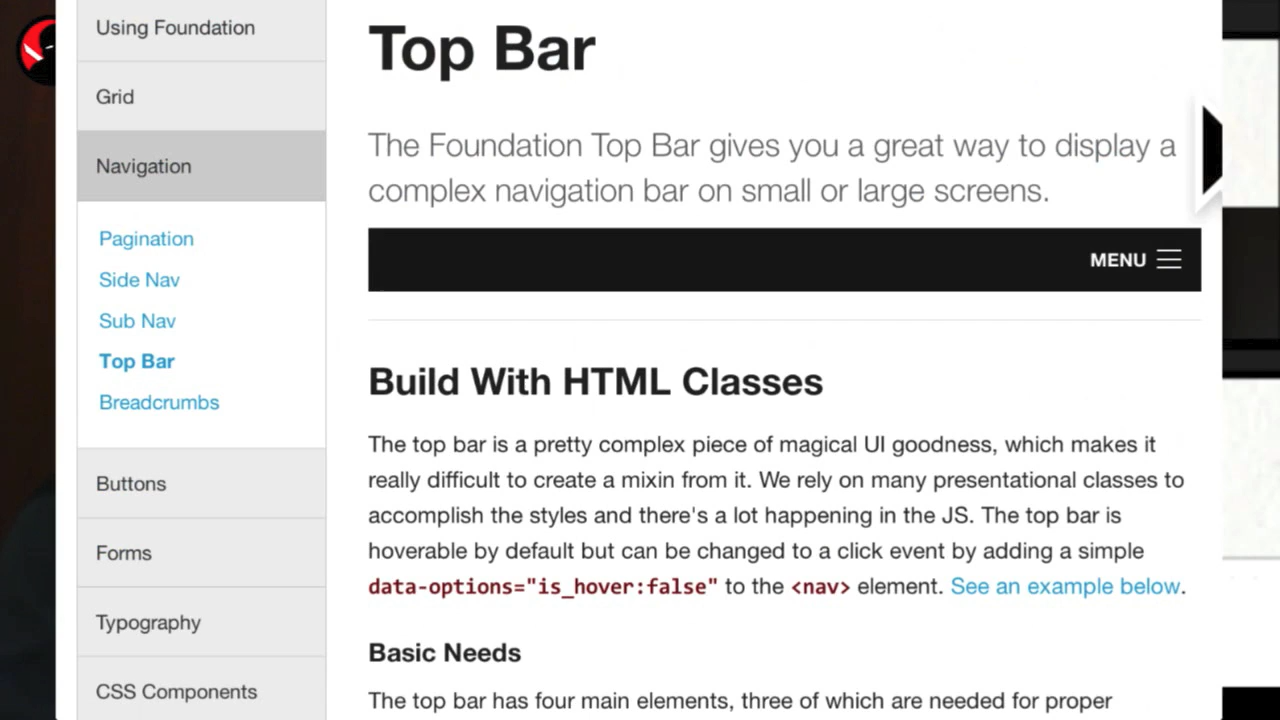 Using Foundation
Grid
Navigation
Pagination
Side Nav
Sub Nav
Top Bar
Breadcrumbs
Buttons
Forms
Typography
CSS Components
Top Bar
The Foundation Top Bar gives you a great way to display a
complex navigation bar on small or large screens.
MENU
Build With HTML Classes
The top bar is a pretty complex piece of magical UI goodness, which makes it
really difficult to create a mixin from it. We rely on many presentational classes to
accomplish the styles and there's a lot happening in the JS. The top bar is
hoverable by default but can be changed to a click event by adding a simple
data-options="is_hover:false" to the <nav> element. See an example below.
Basic Needs
The top bar has four main elements, three of which are needed for proper